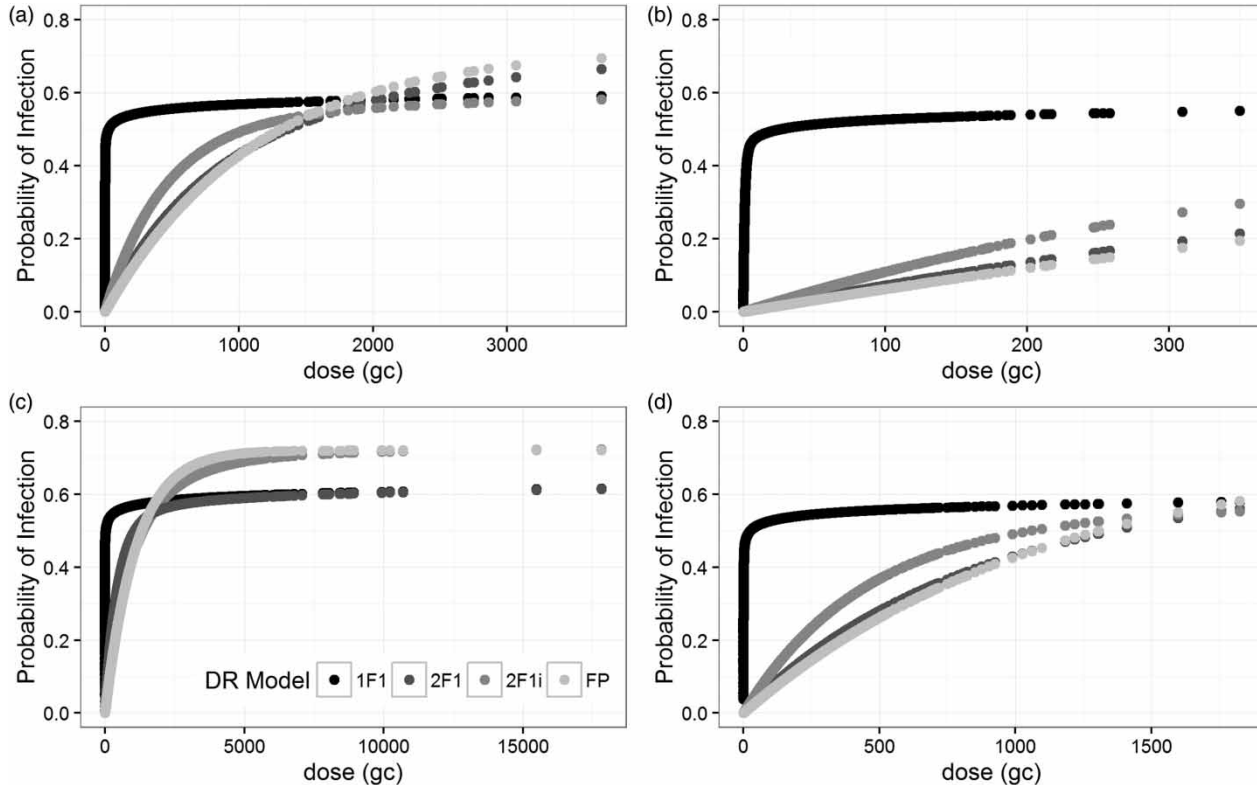 (a)
0.8
0.6
0.4
0.2
0.0
Probability of Infection
0 1000 2000 3000
dose (gc)
(b)
0.8
0.6
0.4
0.2
0.0
Probability of Infection
0 100 200 300
dose (gc)
(c)
0.8
0.6
0.4
0.2
0.0
Probability of Infection
DR Model 1F1 2F1 2F1i FP
0 5000 10000 15000
dose (gc)
(d)
0.8
0.6
0.4
0.2
0.0
Probability of Infection
0 500 1000 1500
dose (gc)